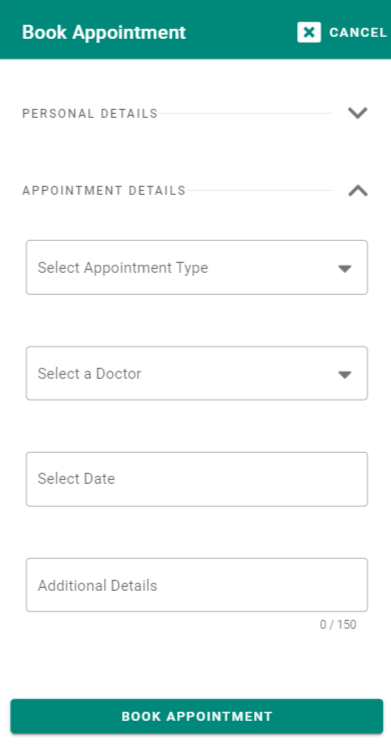 Book Appointment
CANCEL
PERSONAL DETAILS
APPOINTMENT DETAILS
Select Appointment Type
Select a Doctor
Select Date
Additional Details
0 / 150
BOOK APPOINTMENT